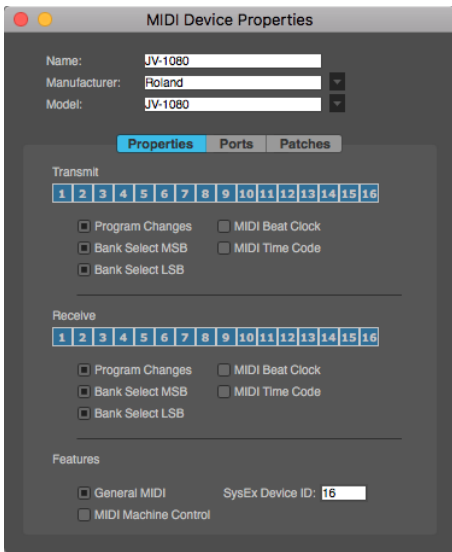 MIDI Device Properties
Name: JV-1080
Manufacturer: Roland
Model: JV-1080
Properties Ports Patches
Transmit
1 2 3 4 5 6 7 8 9 10 11 12 13 14 15 16
Program Changes MIDI Beat Clock
Bank Select MSB MIDI Time Code
Bank Select LSB
Receive
1 2 3 4 5 6 7 8 9 10 11 12 13 14 15 16
Program Changes MIDI Beat Clock
Bank Select MSB MIDI Time Code
Bank Select LSB
Features
General MIDI SysEx Device ID: 16
MIDI Machine Control